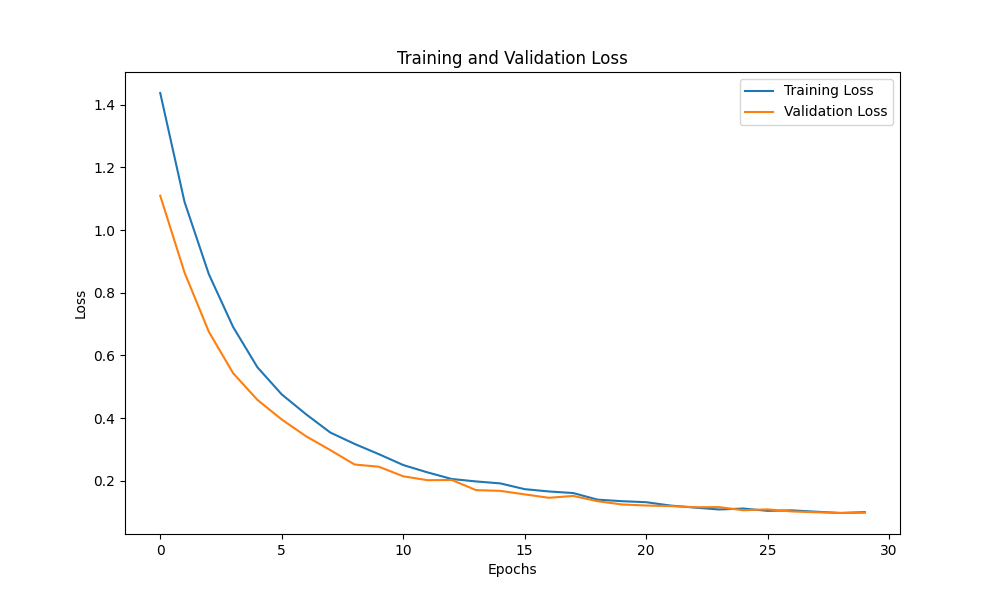 Training and Validation Loss
Training Loss
Validation Loss
1.4
1.2
1.0
0.8
0.6
0.4
0.2
Loss
0 5 10 15 20 25 30
Epochs